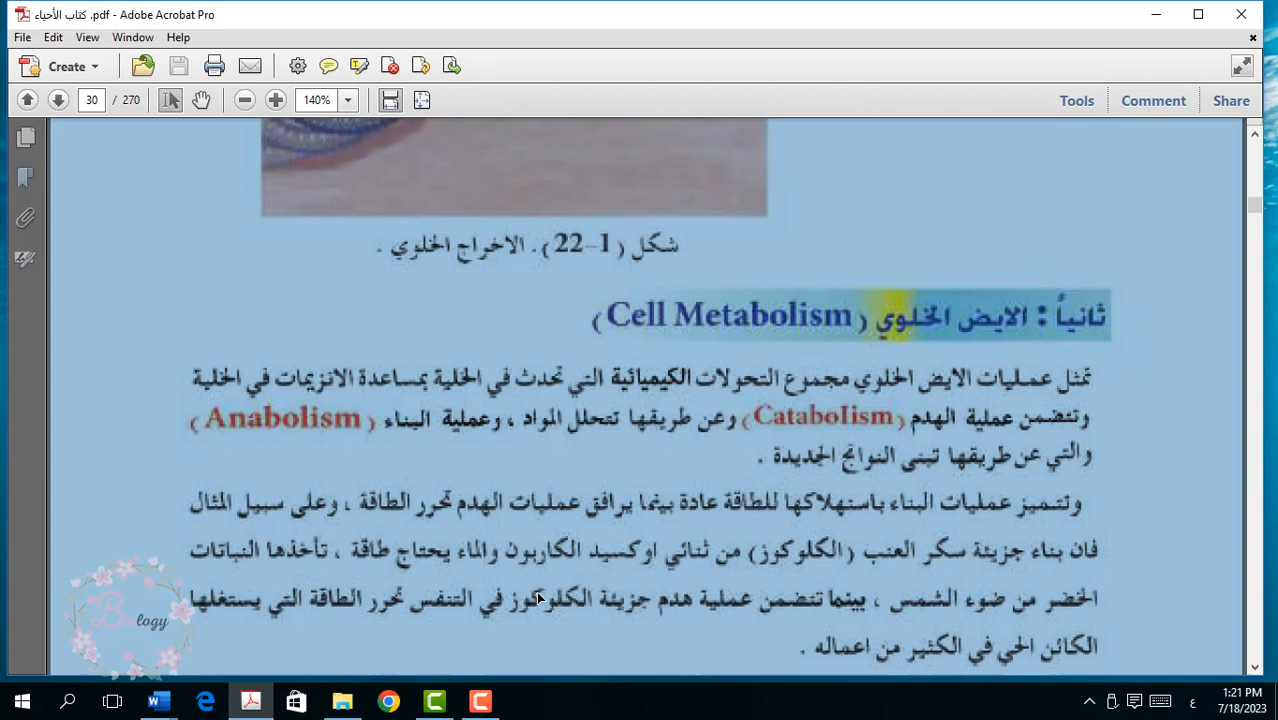 كتاب الأحياء .pdf - Adobe Acrobat Pro
File Edit View Window Help
Create
30 / 270 140% Tools Comment Share
شكل (1-22). الاخراج الخلوي .
ثانياً : الايض الخلوي (Cell Metabolism)
تمثل عمليات الايض الخلوي مجموع التحولات الكيميائية التي تحدث في الخلية بمساعدة الانزيمات في الخلية
وتتضمن عملية الهدم (Catabolism) وعن طريقها تتحلل المواد ، وعملية البناء (Anabolism)
والتي عن طريقها تبنى النواتج الجديدة .
وتتميز عمليات البناء باستهلاكها للطاقة عادة بينما يرافق عمليات الهدم تحرر الطاقة ، وعلى سبيل المثال
فان بناء جزيئة سكر العنب (الكلوكوز) من ثنائي اوكسيد الكاربون والماء يحتاج طاقة ، تأخذها النباتات
الخضر من ضوء الشمس ، بينما تتضمن عملية هدم جزيئة الكلوكوز في التنفس تحرر الطاقة التي يستغلها
الكائن الحي في الكثير من اعماله .
Biology
1:21 PM
ع
7/18/2023